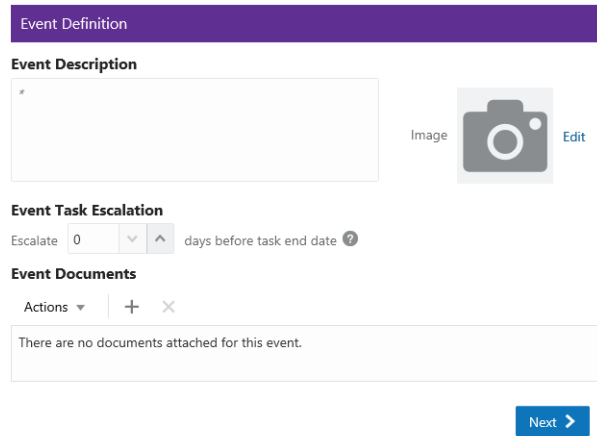 Event Definition
Event Description
*
Image
Edit
Event Task Escalation
Escalate 0 days before task end date ?
Event Documents
Actions
There are no documents attached for this event.
Next